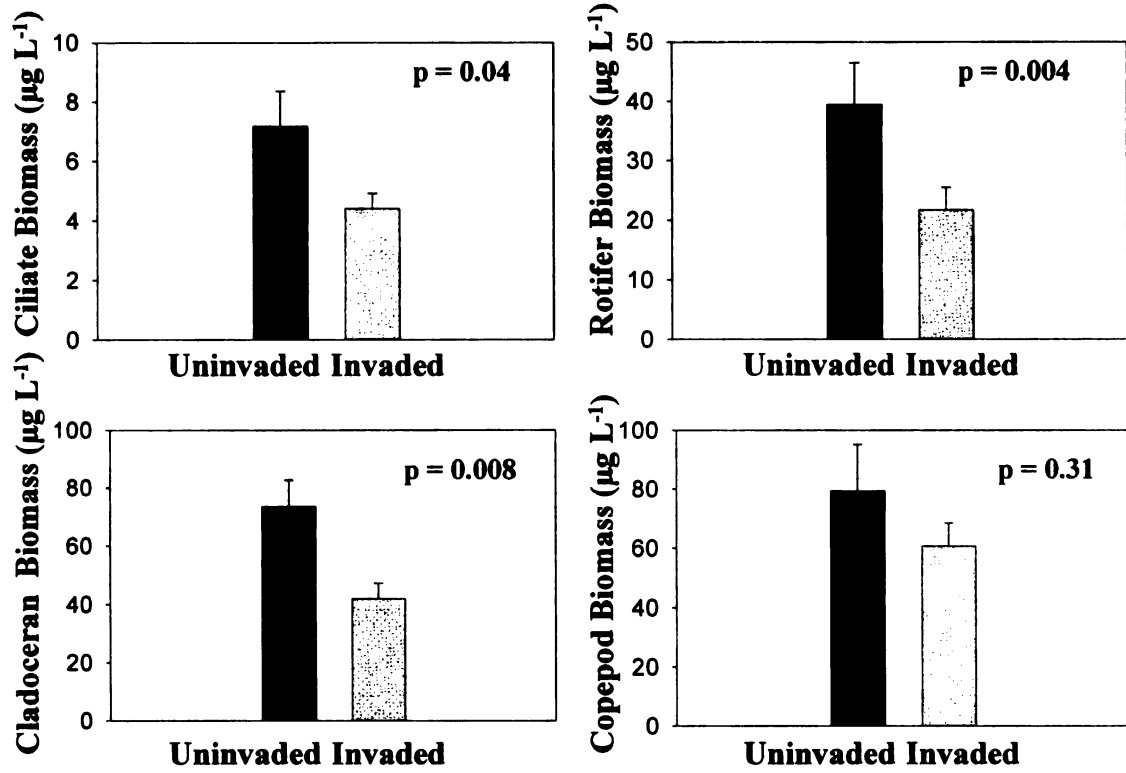 Ciliate Biomass (µg L-1)
10
8
6
4
2
0
p = 0.04
Uninvaded Invaded
Rotifer Biomass (µg L-1)
50
40
30
20
10
0
p = 0.004
Uninvaded Invaded
Cladoceran Biomass (µg L-1)
100
80
60
40
20
0
p = 0.008
Uninvaded Invaded
Copepod Biomass (µg L-1)
100
80
60
40
20
0
p = 0.31
Uninvaded Invaded